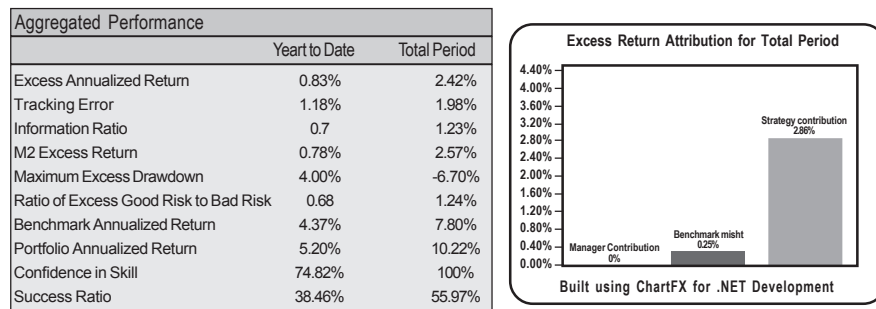 Aggregated Performance
Yeart to Date Total Period
Excess Annualized Return 0.83% 2.42%
Tracking Error 1.18% 1.98%
Information Ratio 0.7 1.23%
M2 Excess Return 0.78% 2.57%
Maximum Excess Drawdown 4.00% -6.70%
Ratio of Excess Good Risk to Bad Risk 0.68 1.24%
Benchmark Annualized Return 4.37% 7.80%
Portfolio Annualized Return 5.20% 10.22%
Confidence in Skill 74.82% 100%
Success Ratio 38.46% 55.97%
Excess Return Attribution for Total Period
4.40%
4.00%
3.60%
3.20%
2.80%
2.40%
2.00%
1.60%
1.20%
0.80%
0.40%
0.00%
Strategy contribution
2.86%
Benchmark misht
0.25%
Manager Contribution
0%
Built using ChartFX for .NET Development